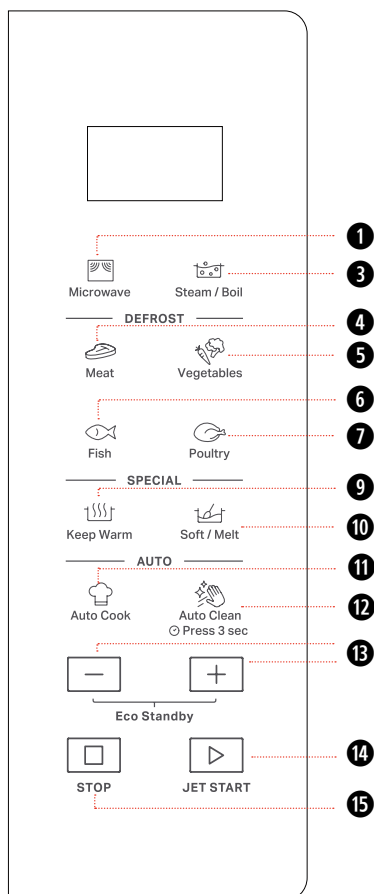 1
Microwave
Steam / Boil
3
DEFROST
4
Meat
Vegetables
5
6
Fish
Poultry
7
SPECIAL
9
Keep Warm
Soft / Melt
10
AUTO
11
Auto Cook
Auto Clean
Press 3 sec
12
13
Eco Standby
14
STOP
JET START
15